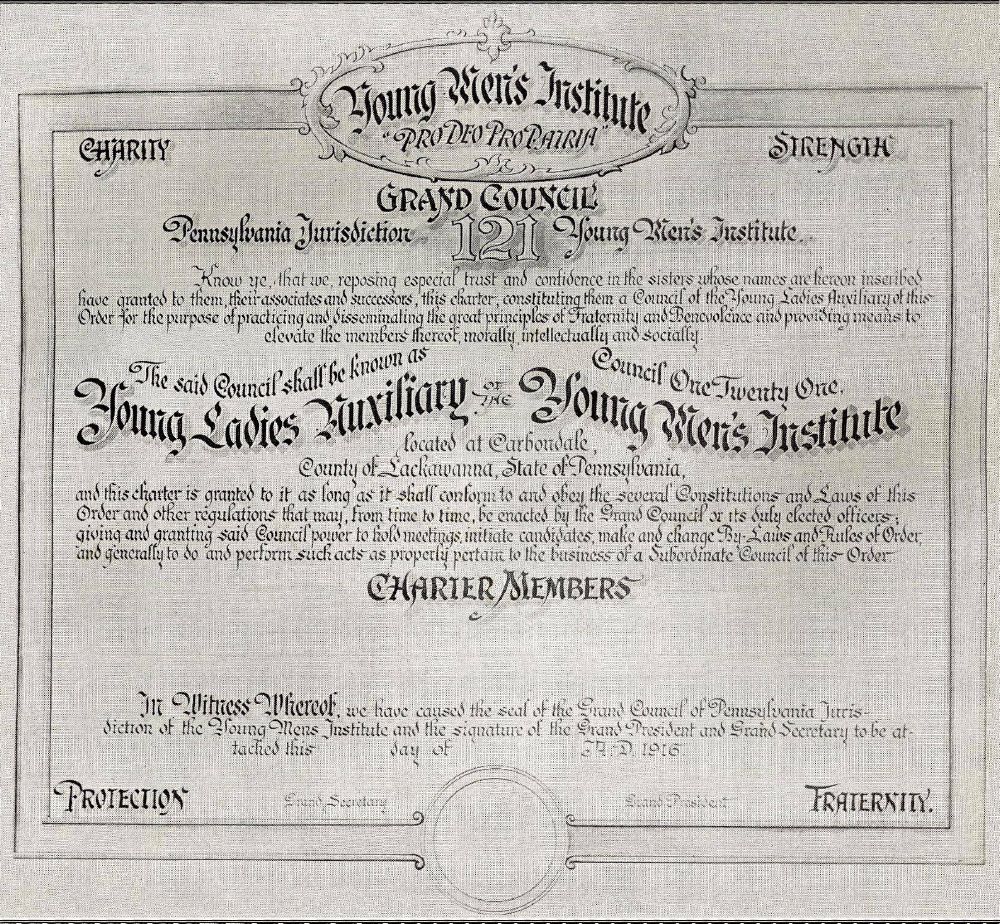 Young Men's Institute
"PRO DEO PRO PATRIA"
CHARITY
STRENGTH
GRAND COUNCIL
Pennsylvania Jurisdiction 121 Young Men's Institute.
Know ye, that we, reposing especial trust and confidence in the sisters whose names are hereon inscribed
have granted to them, their associates and successors, this charter, constituting them a Council of the Young Ladies Auxiliary of this
Order for the purpose of practicing and disseminating the great principles of Fraternity and Benevolence and providing means to
elevate the members thereof, morally, intellectually and socially.
The said Council shall be known as Council One Twenty One,
Young Ladies Auxiliary OF THE Young Men's Institute
located at Carbondale,
County of Lackawanna, State of Pennsylvania,
and this charter is granted to it as long as it shall conform to and obey the several Constitutions and Laws of this
Order and other regulations that may, from time to time, be enacted by the Grand Council or its duly elected officers;
giving and granting said Council power to hold meetings, initiate candidates, make and change By-Laws and Rules of Order,
and generally to do and perform such acts as properly pertain to the business of a Subordinate Council of this Order.
CHARTER MEMBERS
In Witness Whereof, we have caused the seal of the Grand Council of Pennsylvania Juris-
diction of the Young Mens Institute and the signature of the Grand President and Grand Secretary to be at-
tached this day of A.D. 1916
PROTECTION
Grand Secretary
Grand President
FRATERNITY.